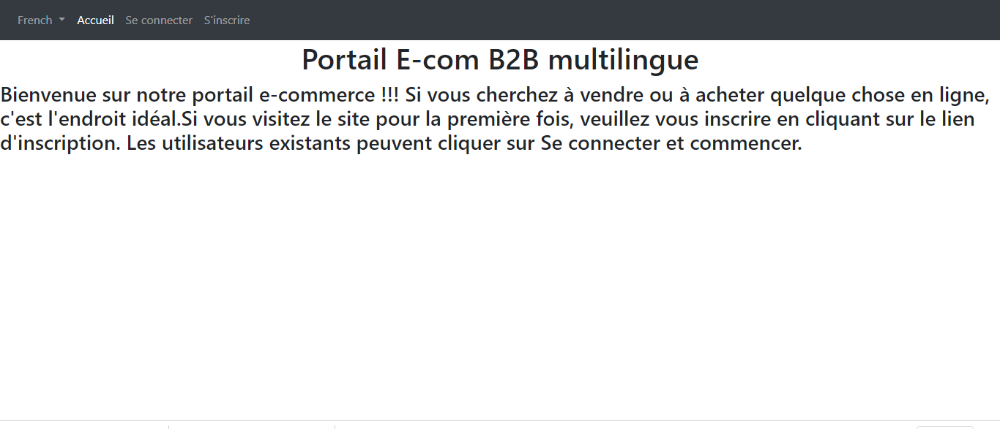 French Accueil Se connecter S'inscrire
Portail E-com B2B multilingue
Bienvenue sur notre portail e-commerce !!! Si vous cherchez à vendre ou à acheter quelque chose en ligne,
c'est l'endroit idéal.Si vous visitez le site pour la première fois, veuillez vous inscrire en cliquant sur le lien
d'inscription. Les utilisateurs existants peuvent cliquer sur Se connecter et commencer.